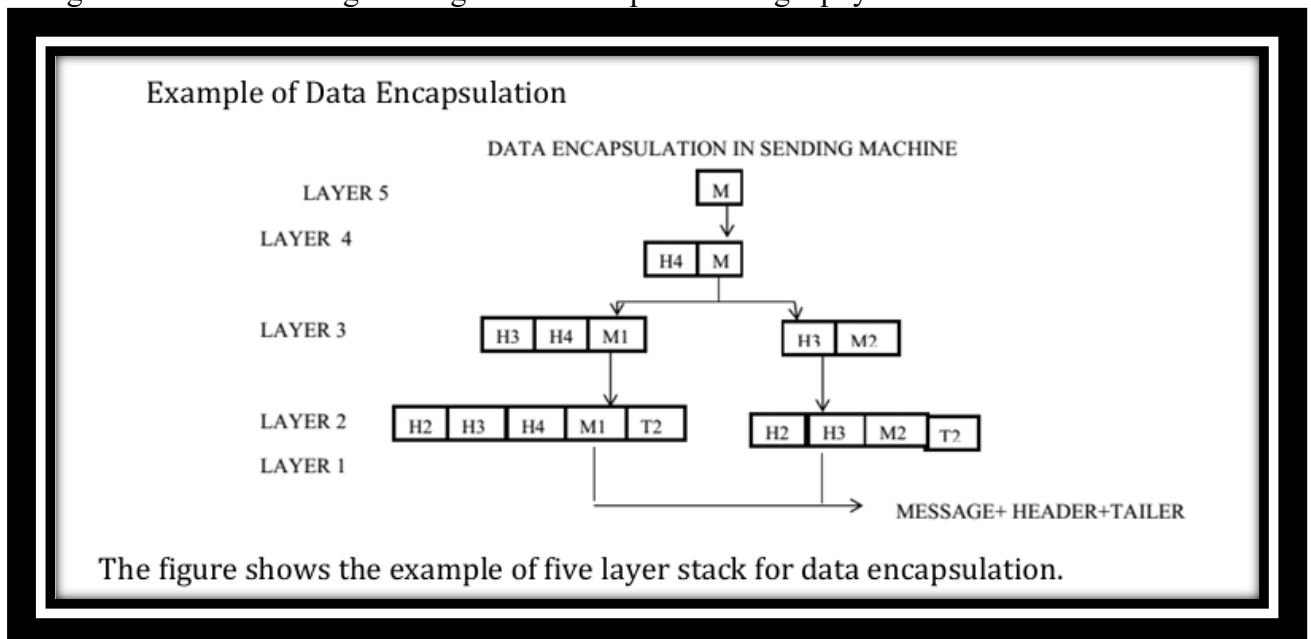 Example of Data Encapsulation
DATA ENCAPSULATION IN SENDING MACHINE
LAYER 5
M
LAYER 4
H4 M
LAYER 3
H3 H4 M1
H3 M2
LAYER 2
H2 H3 H4 M1 T2
H2 H3 M2 T2
LAYER 1
MESSAGE+ HEADER+TAILER
The figure shows the example of five layer stack for data encapsulation.